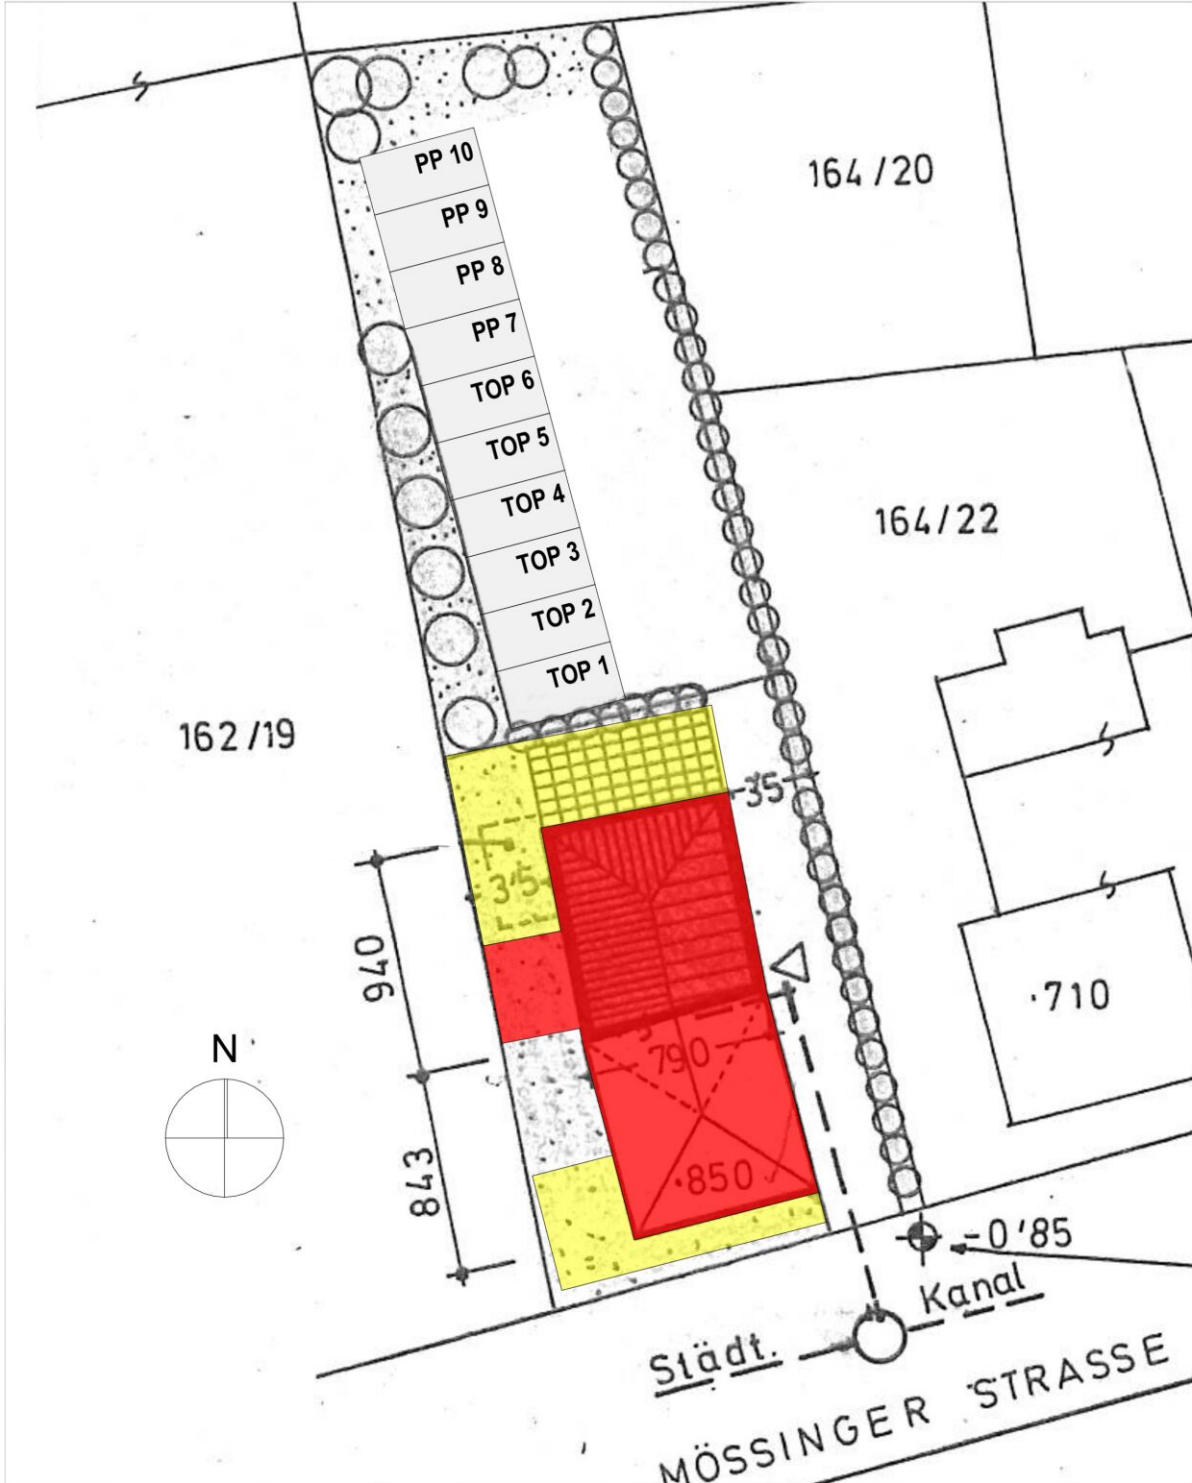 PP 10
PP 9
PP 8
PP 7
TOP 6
TOP 5
TOP 4
TOP 3
TOP 2
TOP 1
164/20
164/22
162/19
35
3'5
940
·710
790
N
843
·850
-0'85
Kanal
Städt.
MÖSSINGER STRASSE